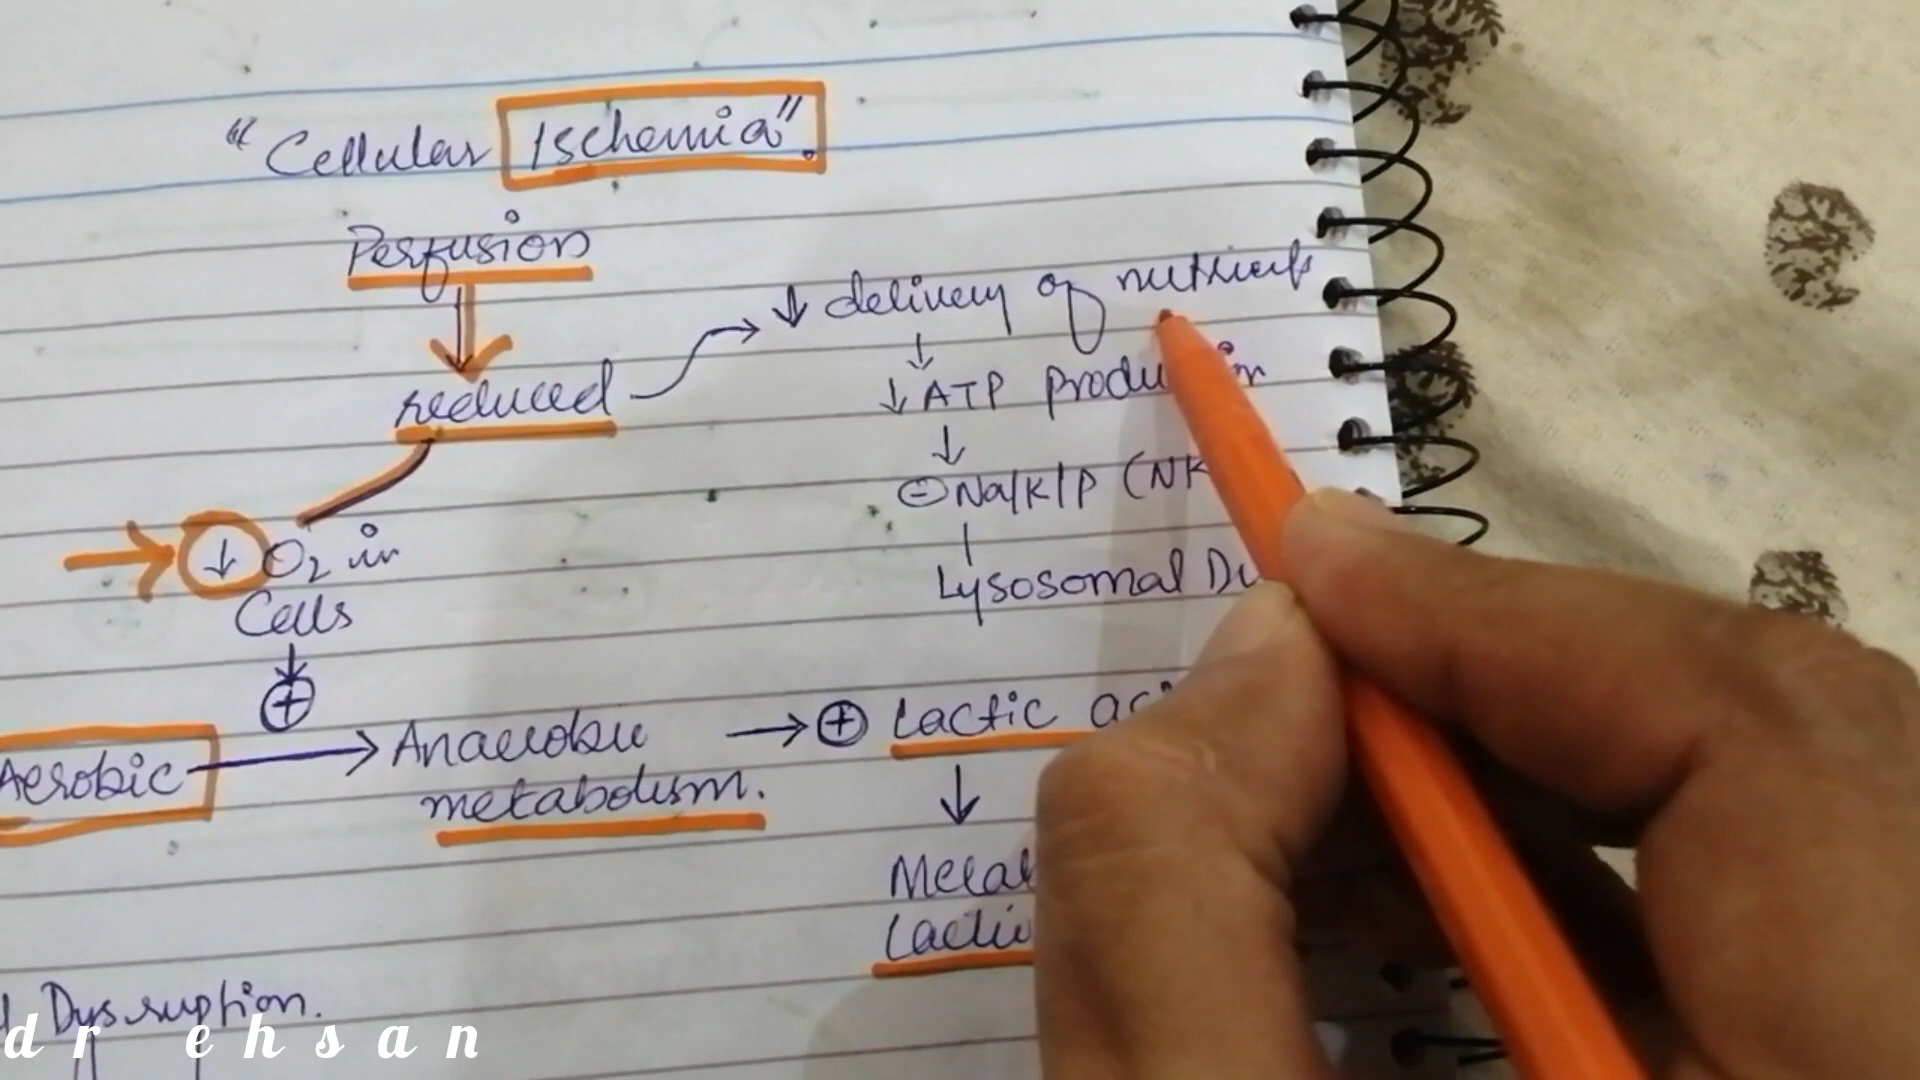 "Cellular Ischemia".
Perfusion
reduced
↓ delivery of nutrients
↓
↓ ATP Produ
↓
⊖ Na/K/P (NK
Lysosomal
↓ O2 in
Cells
↓
⊕
Aerobic → Anaerobic
metabolism.
→ ⊕ Lactic
↓
Dysruption.
dr ehsan